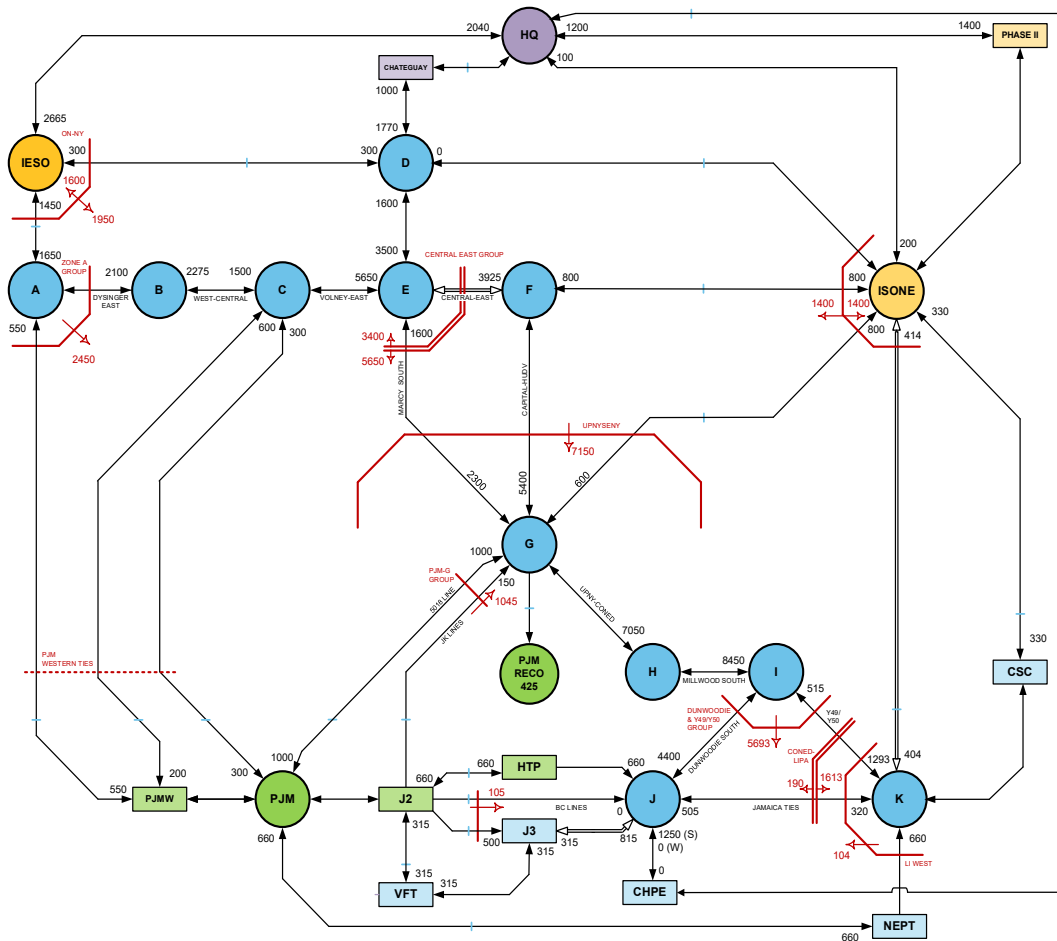 2040
HQ
1200
1400
PHASE II
100
CHATEGUAY
1000
2665
ON-NY
1770
IESO
300
300
D
0
1600
1450
1950
1600
1650
ZONE A
GROUP
2100
2275
1500
3500
5650
CENTRAL EAST GROUP
3925
800
200
800
A
B
C
E
F
ISONE
DYSINGER
EAST
WEST-CENTRAL
VOLNEY-EAST
CENTRAL-EAST
550
600
300
2450
1600
3400
5650
1400
1400
800
414
330
MARCY SOUTH
CAPITAL-HUDV
UPNYSENY
7150
2300
5400
600
G
1000
PJM-G
GROUP
150
1045
5018 LINE
JK LINES
UPNY-CONED
7050
8450
PJM
WESTERN TIES
PJM
RECO
425
H
MILLWOOD SOUTH
I
515
330
CSC
DUNWOODIE
& Y49/Y50
GROUP
5693
Y49/
Y50
DUNWOODIE SOUTH
CONED-
LIPA
1293
404
1000
200
300
550
PJMW
PJM
660
660
HTP
660
4400
190
1613
J2
105
BC LINES
0
J
505
JAMAICA TIES
320
K
660
315
500
J3
315
815
1250 (S)
0 (W)
104
LI WEST
660
315
315
315
VFT
0
CHPE
NEPT
660